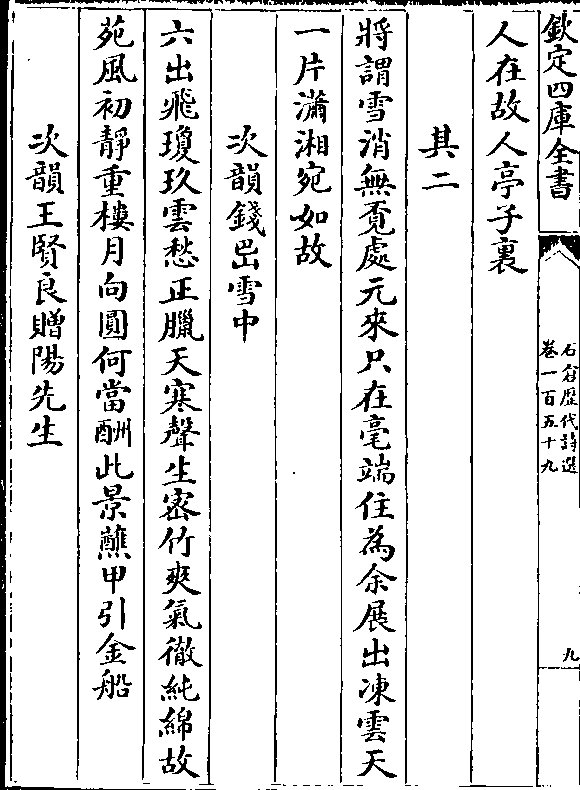 欽定四庫全書
石倉歷代詩選
卷一百五十九
九
人在故人亭子裏
其二
將謂雪消無覔處元來只在毫端住為余展出凍雲天
一片瀟湘宛如故
次韻錢岊雪中
六出飛瓊玖雲愁正臘天寒聲生宻竹爽氣徹純綿故
苑風初靜重樓月向圓何當酬此景蘸甲引金船
次韻王賢良贈陽先生